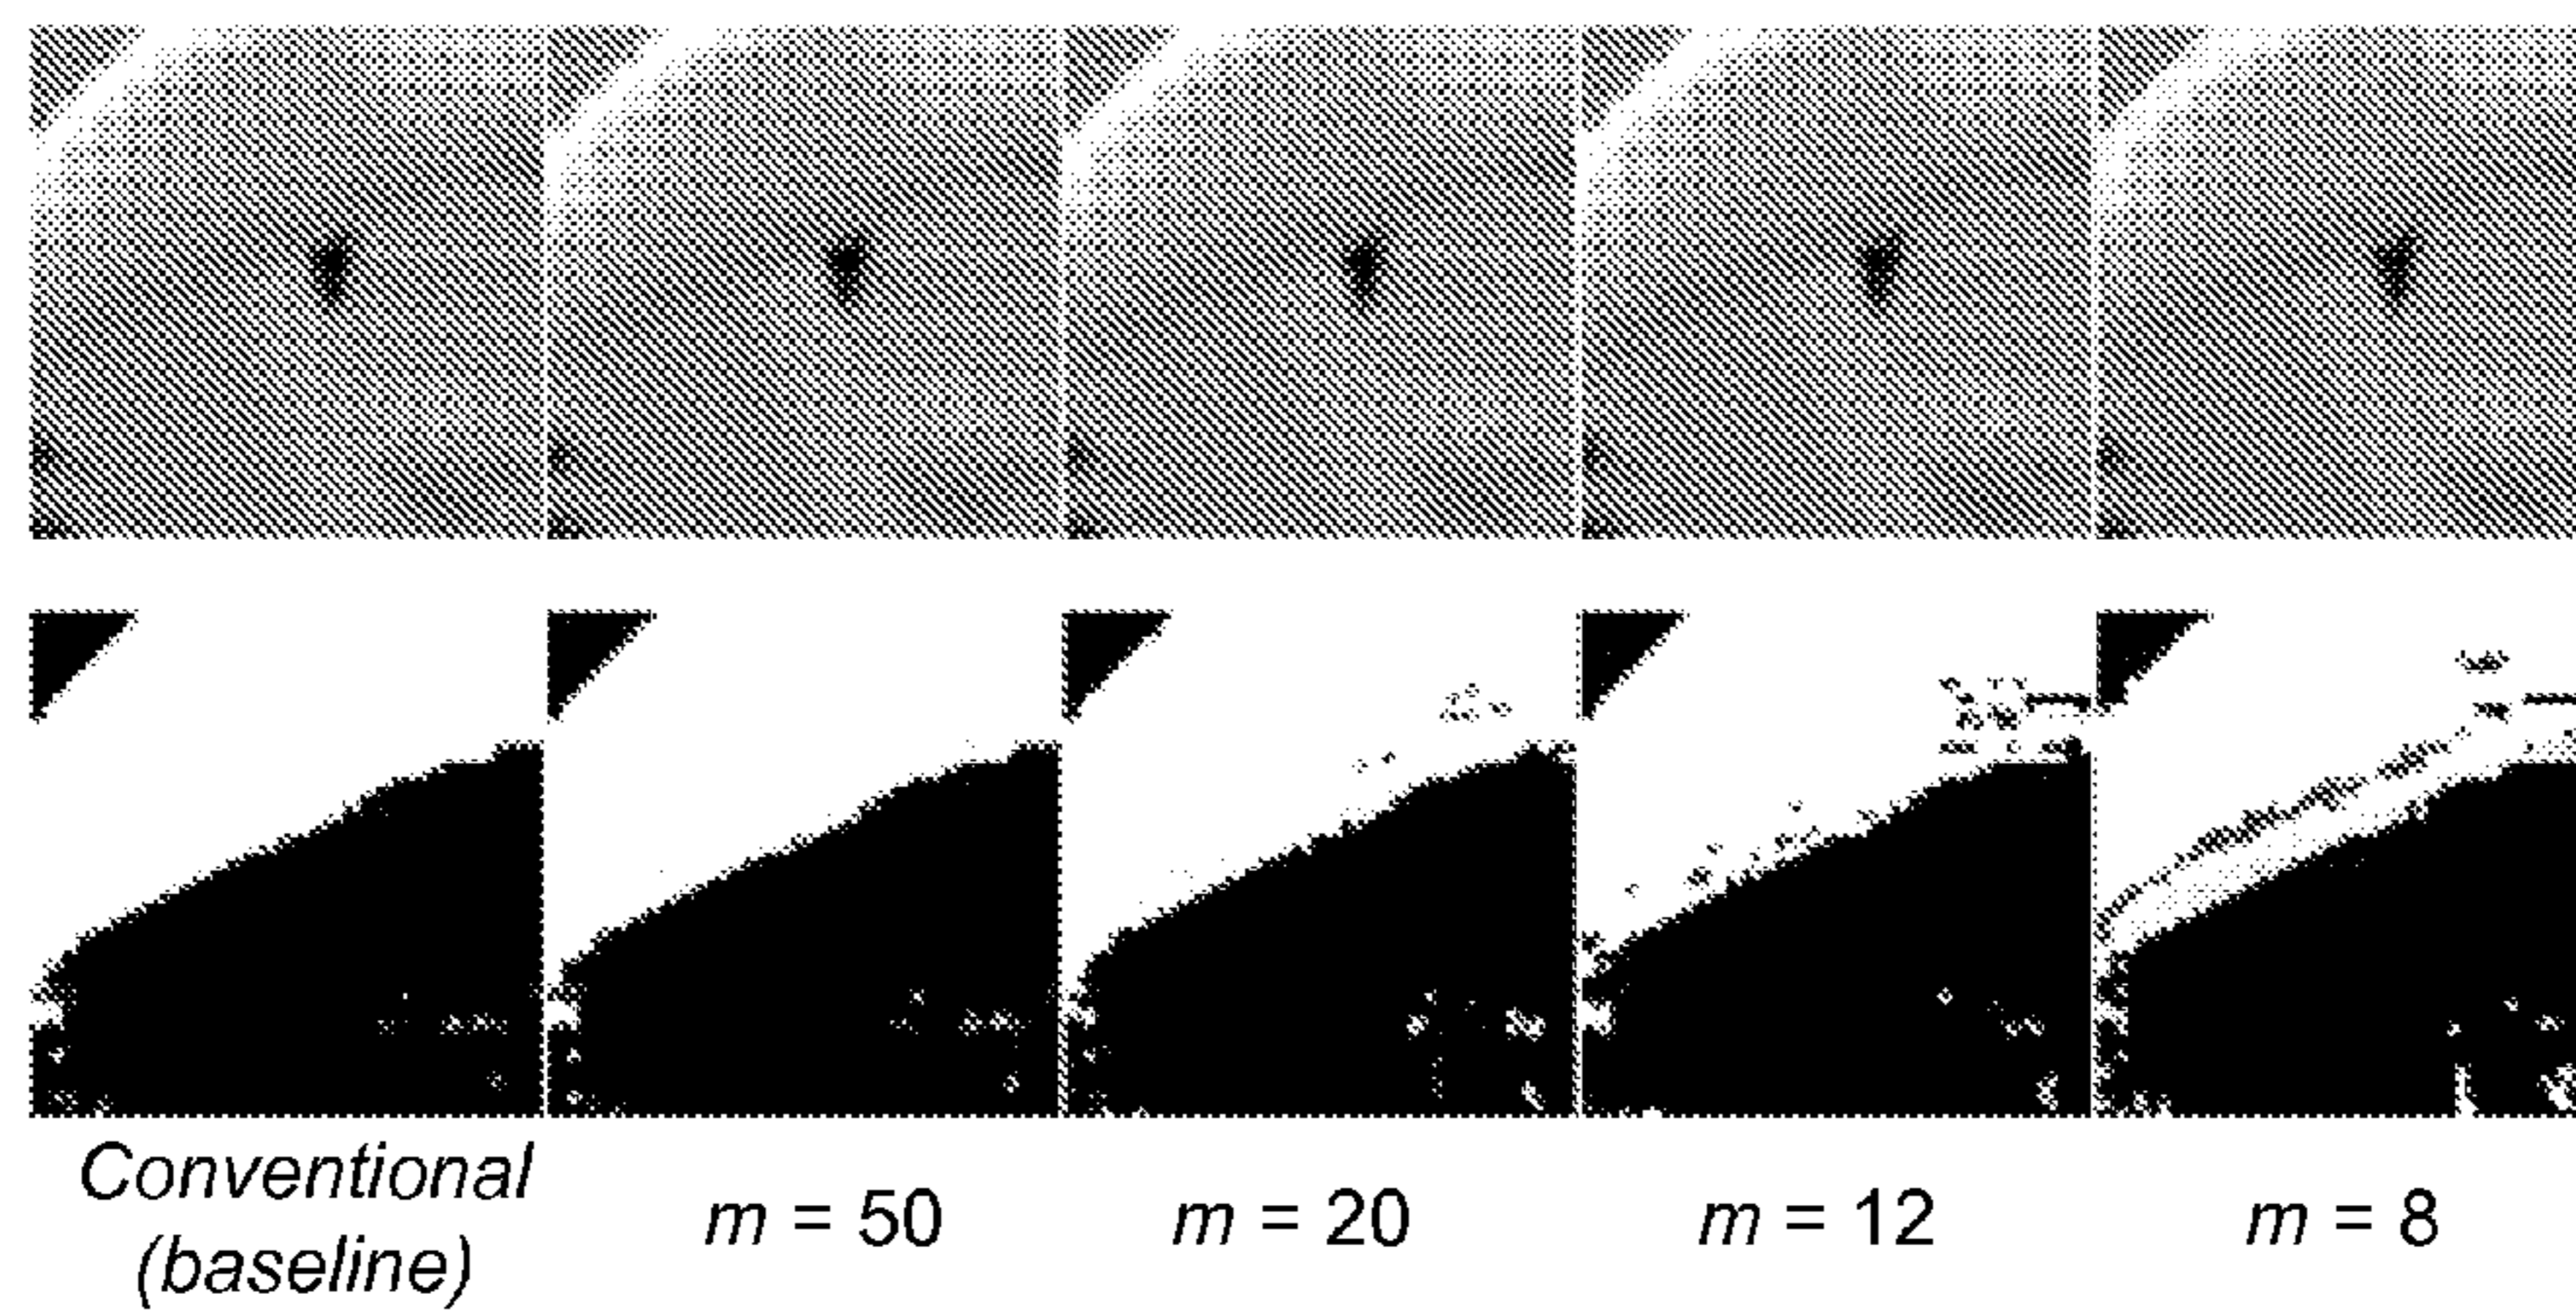 Conventional
(baseline)
m = 50
m = 20
m = 12
m = 8